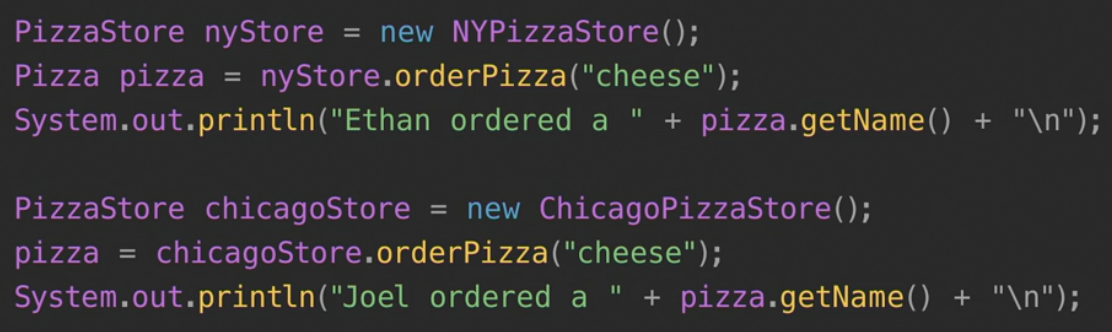 PizzaStore nyStore = new NYPizzaStore();
Pizza pizza = nyStore.orderPizza("cheese");
System.out.println("Ethan ordered a " + pizza.getName() + "\n");
PizzaStore chicagoStore = new ChicagoPizzaStore();
pizza = chicagoStore.orderPizza("cheese");
System.out.println("Joel ordered a " + pizza.getName() + "\n");